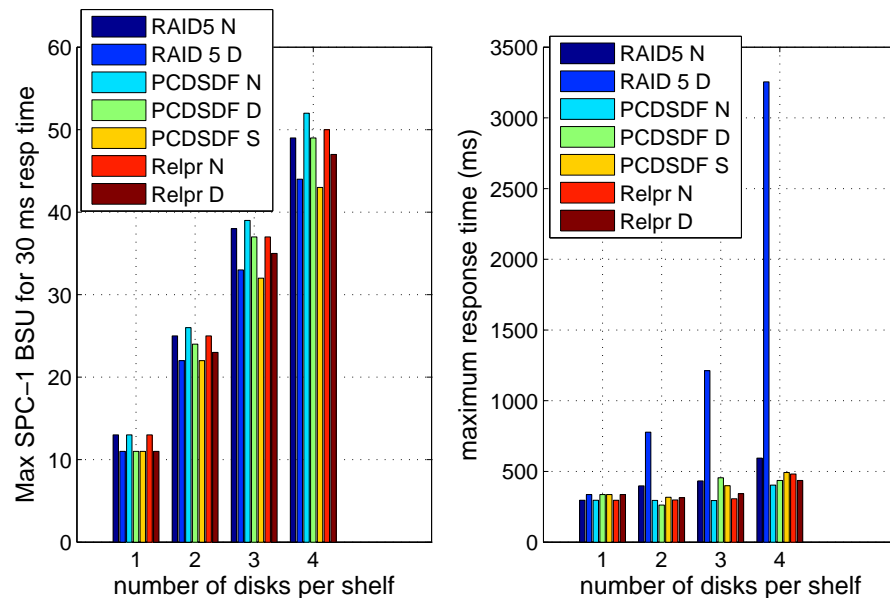 60
50
40
30
20
10
0
Max SPC−1 BSU for 30 ms resp time
RAID5 N
RAID 5 D
PCDSDF N
PCDSDF D
PCDSDF S
Relpr N
Relpr D
1 2 3 4
number of disks per shelf
3500
3000
2500
2000
1500
1000
500
0
maximum response time (ms)
RAID5 N
RAID 5 D
PCDSDF N
PCDSDF D
PCDSDF S
Relpr N
Relpr D
1 2 3 4
number of disks per shelf